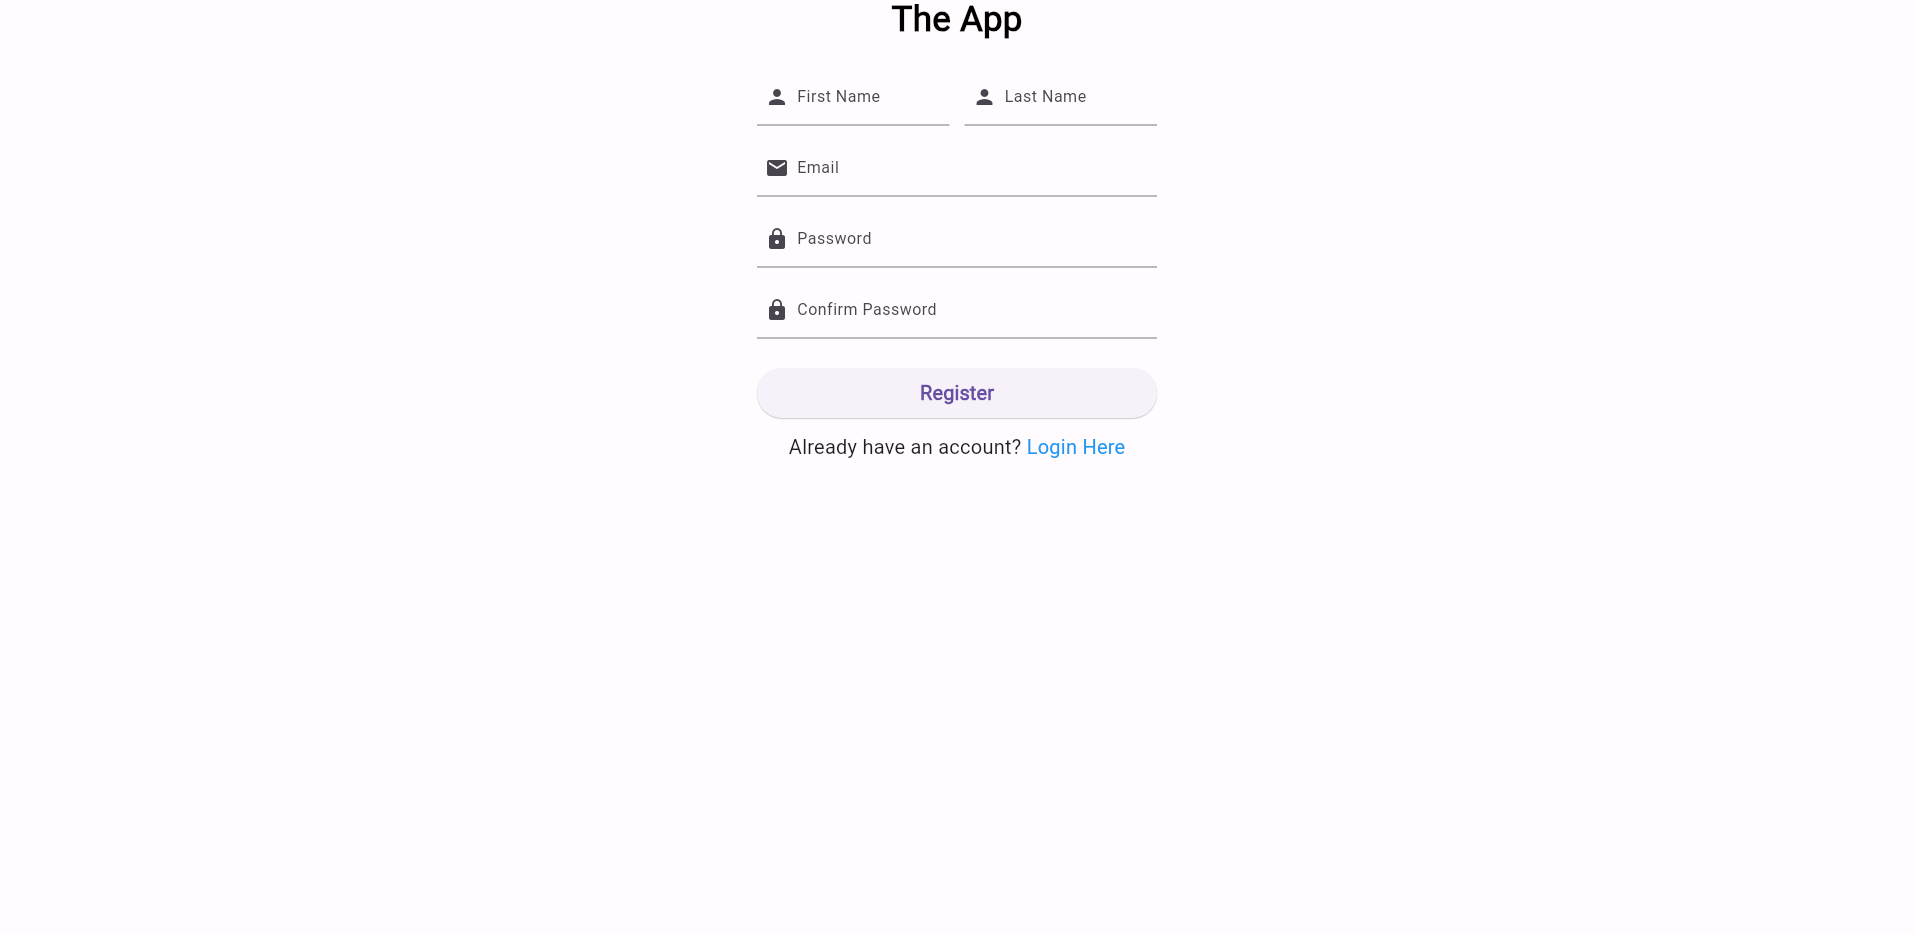 The App
First Name Last Name
Email
Password
Confirm Password
Register
Already have an account? Login Here